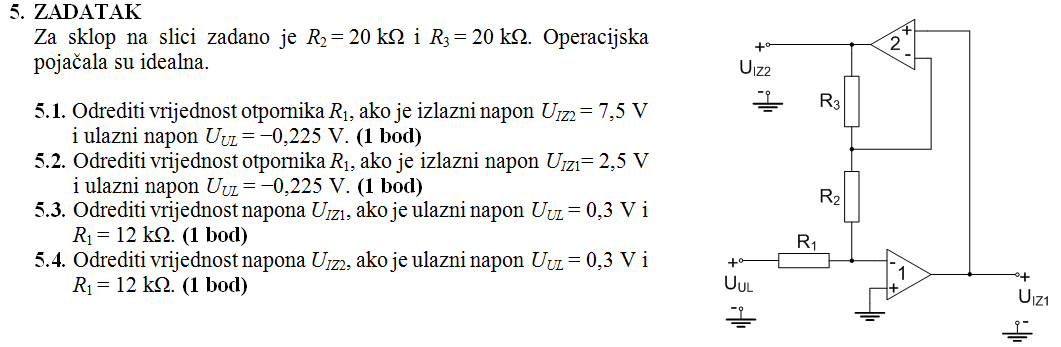 5. ZADATAK
Za sklop na slici zadano je R2 = 20 kΩ i R3 = 20 kΩ. Operacijska
pojačala su idealna.
5.1. Odrediti vrijednost otpornika R1, ako je izlazni napon UIZ2 = 7,5 V
i ulazni napon UUL = −0,225 V. (1 bod)
5.2. Odrediti vrijednost otpornika R1, ako je izlazni napon UIZ1= 2,5 V
i ulazni napon UUL = −0,225 V. (1 bod)
5.3. Odrediti vrijednost napona UIZ1, ako je ulazni napon UUL = 0,3 V i
R1 = 12 kΩ. (1 bod)
5.4. Odrediti vrijednost napona UIZ2, ako je ulazni napon UUL = 0,3 V i
R1 = 12 kΩ. (1 bod)
+
2
-
+
UIZ2
-
R3
R2
R1
+
UUL
-
-
1
+
+
UIZ1
-